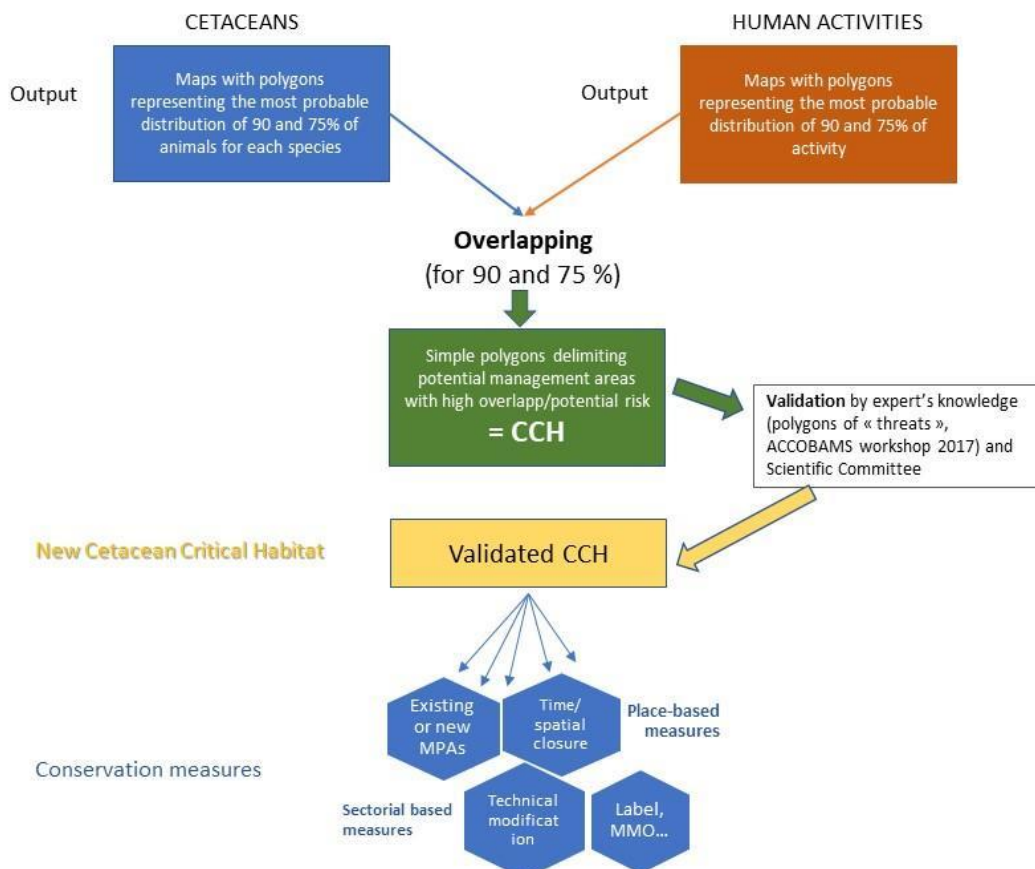 CETACEANS
HUMAN ACTIVITIES
Output
Maps with polygons
representing the most probable
distribution of 90 and 75% of
animals for each species
Output
Maps with polygons
representing the most probable
distribution of 90 and 75% of
activity
Overlapping
(for 90 and 75 %)
Simple polygons delimiting
potential management areas
with high overlapp/potential risk
= CCH
Validation by expert's knowledge
(polygons of « threats »,
ACCOBAMS workshop 2017) and
Scientific Committee
New Cetacean Critical Habitat
Validated CCH
Existing
or new
MPAs
Time/
spatial
closure
Place-based
measures
Conservation measures
Sectorial based
measures
Technical
modificat
ion
Label,
MMO...